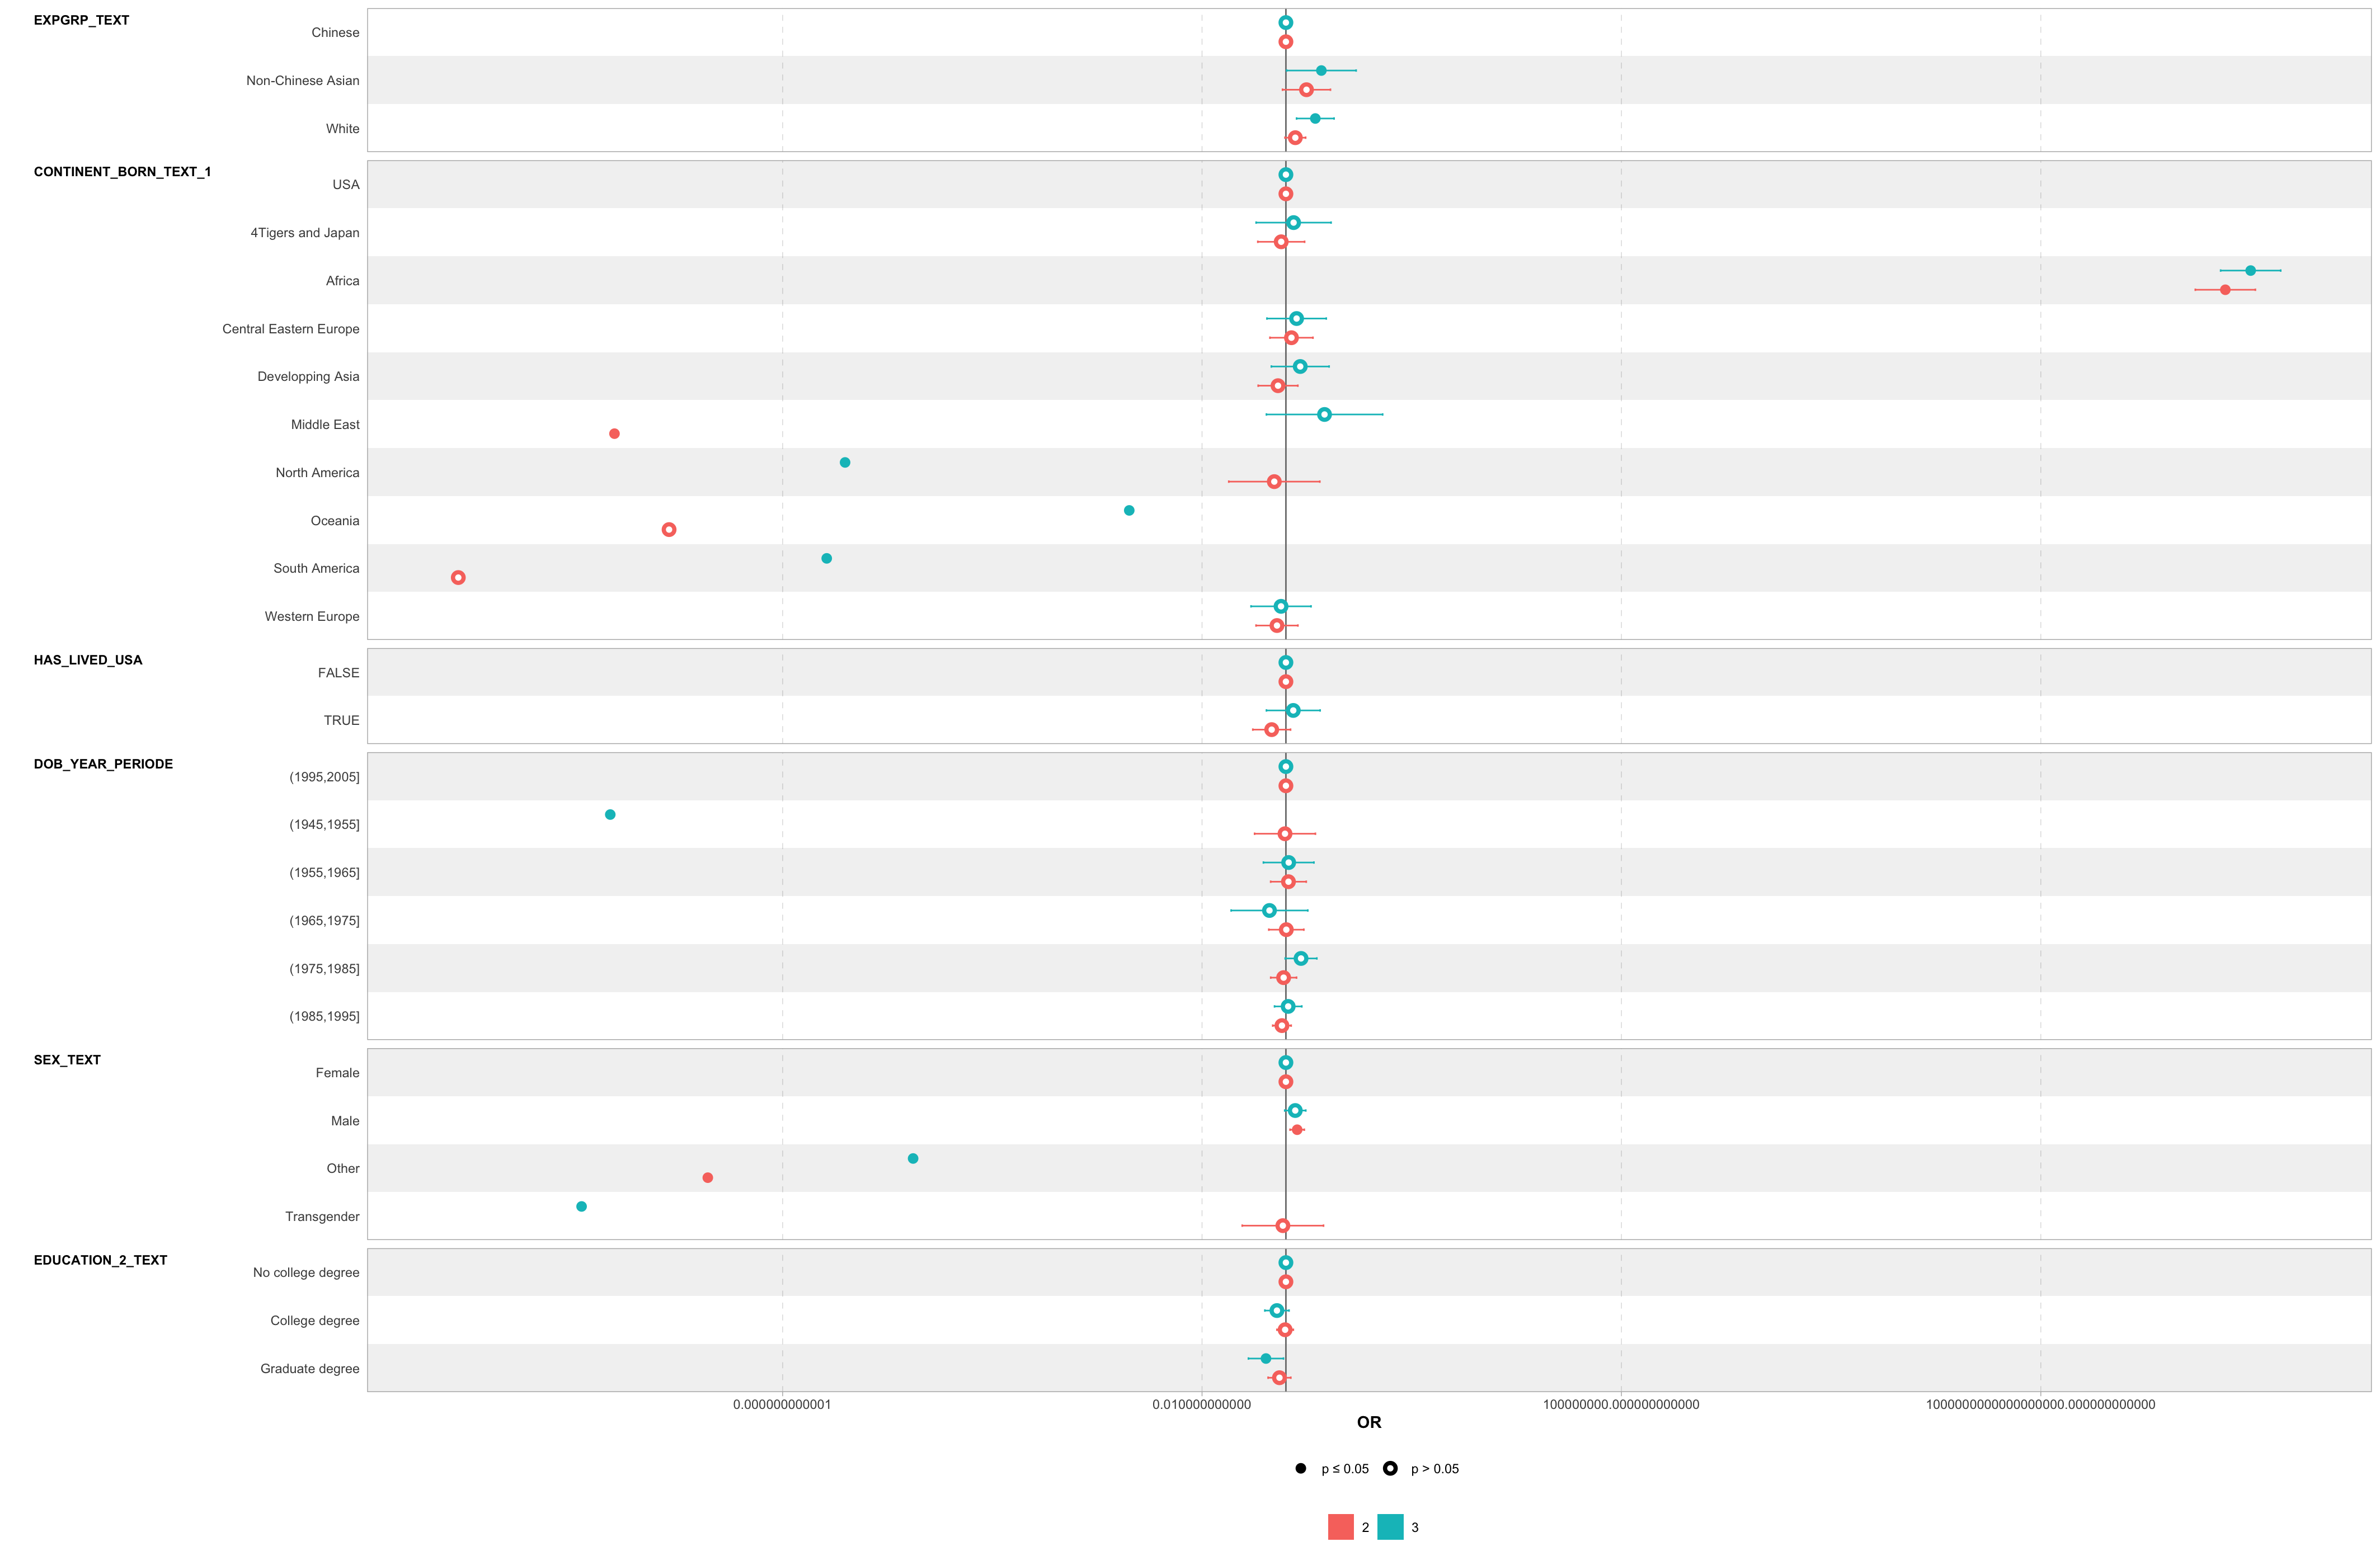 EXPGRP_TEXT
Chinese
Non-Chinese Asian
White
CONTINENT_BORN_TEXT_1
USA
4Tigers and Japan
Africa
Central Eastern Europe
Developping Asia
Middle East
North America
Oceania
South America
Western Europe
HAS_LIVED_USA
FALSE
TRUE
DOB_YEAR_PERIODE
(1995,2005]
(1945,1955]
(1955,1965]
(1965,1975]
(1975,1985]
(1985,1995]
SEX_TEXT
Female
Male
Other
Transgender
EDUCATION_2_TEXT
No college degree
College degree
Graduate degree
0.000000000001 0.010000000000 100000000.000000000000 1000000000000000000.000000000000
OR
p ≤ 0.05 p > 0.05
2 3